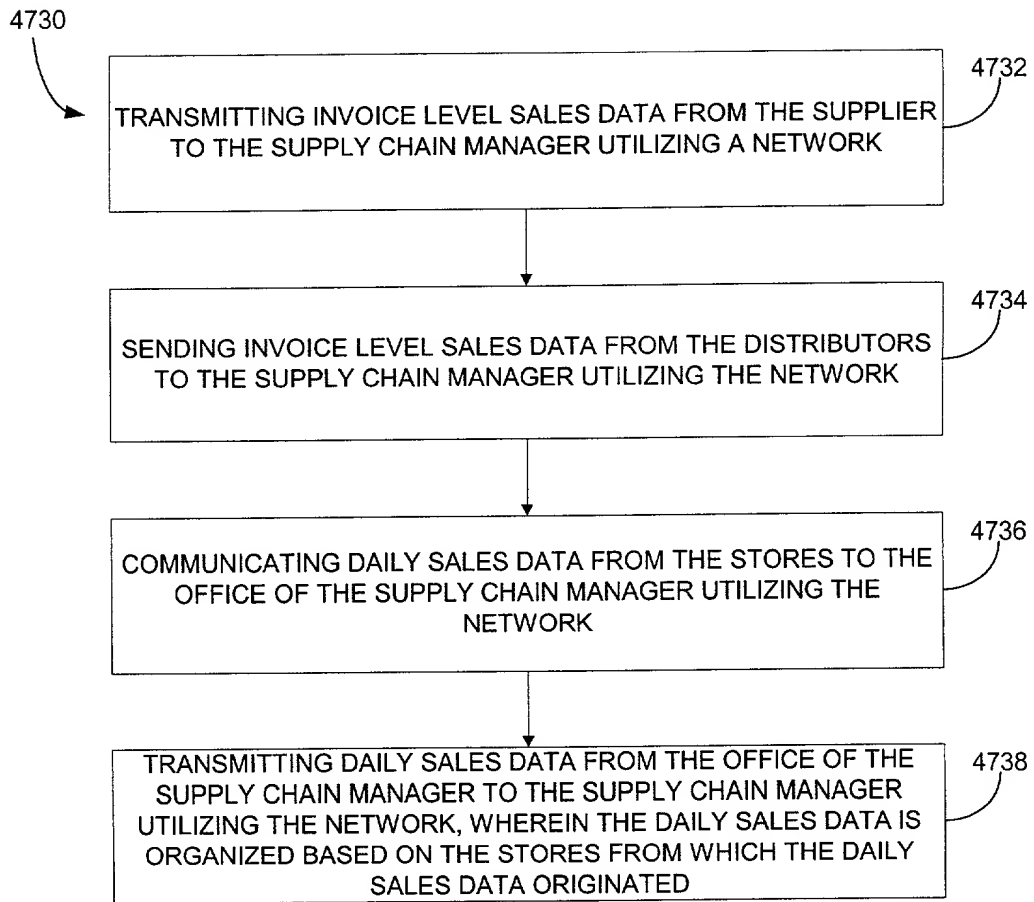 4730
4732
TRANSMITTING INVOICE LEVEL SALES DATA FROM THE SUPPLIER
TO THE SUPPLY CHAIN MANAGER UTILIZING A NETWORK
4734
SENDING INVOICE LEVEL SALES DATA FROM THE DISTRIBUTORS
TO THE SUPPLY CHAIN MANAGER UTILIZING THE NETWORK
4736
COMMUNICATING DAILY SALES DATA FROM THE STORES TO THE
OFFICE OF THE SUPPLY CHAIN MANAGER UTILIZING THE
NETWORK
4738
TRANSMITTING DAILY SALES DATA FROM THE OFFICE OF THE
SUPPLY CHAIN MANAGER TO THE SUPPLY CHAIN MANAGER
UTILIZING THE NETWORK, WHEREIN THE DAILY SALES DATA IS
ORGANIZED BASED ON THE STORES FROM WHICH THE DAILY
SALES DATA ORIGINATED